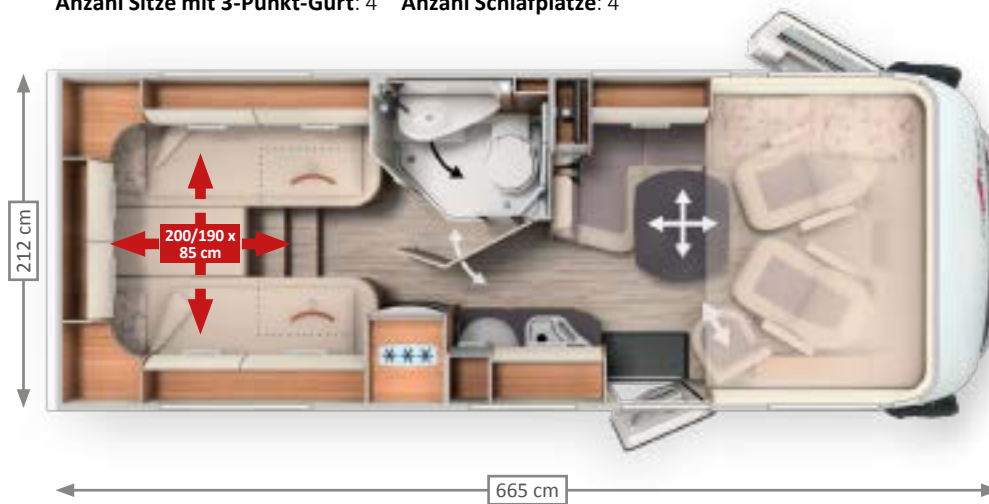 Anzahl Sitze mit 3-Punkt-Gurt: 4 Anzahl Schlafplätze: 4
212 cm
200/190 x
85 cm
665 cm